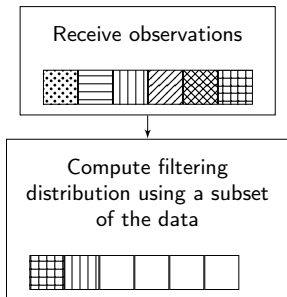 Receive observations
Compute filtering
distribution using a subset
of the data